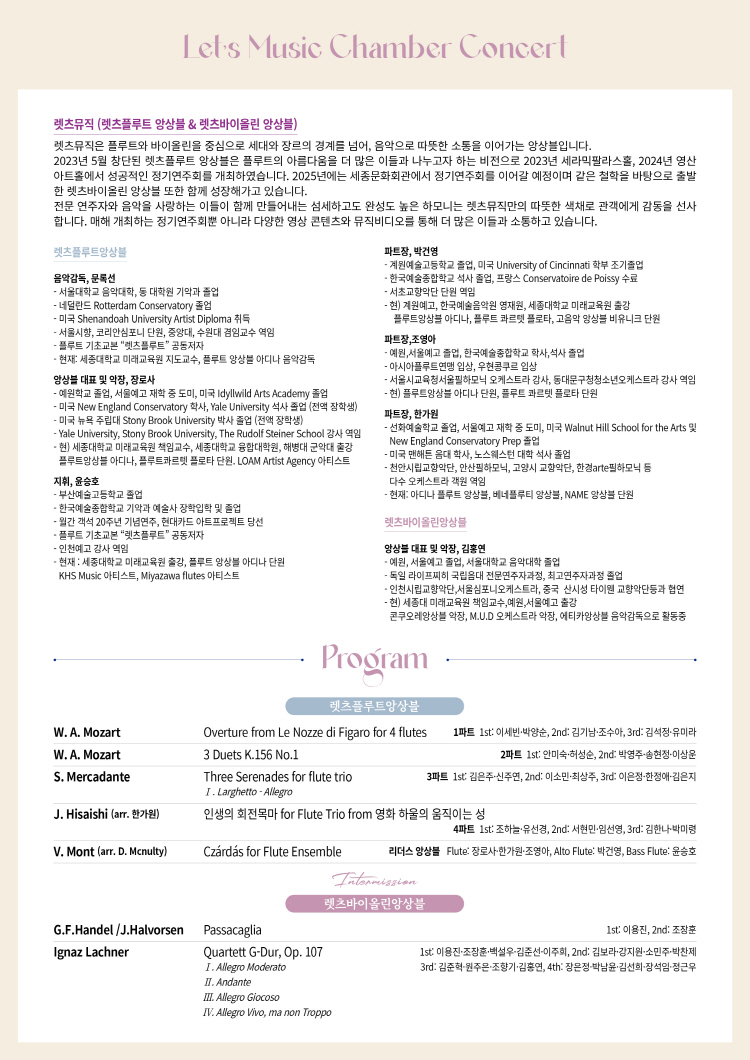 Let's Music Chamber Concert
렛츠뮤직 (렛츠플루트 앙상블 & 렛츠바이올린 앙상블)
렛츠뮤직은 플루트와 바이올린을 중심으로 세대와 장르의 경계를 넘어, 음악으로 따뜻한 소통을 이어가는 앙상블입니다.
2023년 5월 창단된 렛츠플루트 앙상블은 플루트의 아름다움을 더 많은 이들과 나누고자 하는 비전으로 2023년 세라믹팔라스홀, 2024년 영산
아트홀에서 성공적인 정기연주회를 개최하였습니다. 2025년에는 세종문화회관에서 정기연주회를 이어갈 예정이며 같은 철학을 바탕으로 출발
한 렛츠바이올린 앙상블 또한 함께 성장해가고 있습니다.
전문 연주자와 음악을 사랑하는 이들이 함께 만들어내는 섬세하고도 완성도 높은 하모니는 렛츠뮤직만의 따뜻한 색채로 관객에게 감동을 선사
합니다. 매해 개최하는 정기연주회뿐 아니라 다양한 영상 콘텐츠와 뮤직비디오를 통해 더 많은 이들과 소통하고 있습니다.
렛츠플루트앙상블
음악감독, 문록선
- 서울대학교 음악대학, 동 대학원 기악과 졸업
- 네덜란드 Rotterdam Conservatory 졸업
- 미국 Shenandoah University Artist Diploma 취득
- 서울시향, 코리안심포니 단원, 중앙대, 수원대 겸임교수 역임
- 플루트 기초교본 "렛츠플루트" 공동저자
- 현재: 세종대학교 미래교육원 지도교수, 플루트 앙상블 아디나 음악감독
앙상블 대표 및 악장, 장로사
- 예원학교 졸업, 서울예고 재학 중 도미, 미국 Idyllwild Arts Academy 졸업
- 미국 New England Conservatory 학사, Yale University 석사 졸업 (전액 장학생)
- 미국 뉴욕 주립대 Stony Brook University 박사 졸업 (전액 장학생)
- Yale University, Stony Brook University, The Rudolf Steiner School 강사 역임
- 현) 세종대학교 미래교육원 책임교수, 세종대학교 융합대학원, 해병대 군악대 출강
플루트앙상블 아디나, 플루트콰르텟 플로타 단원. LOAM Artist Agency 아티스트
지휘, 윤승호
- 부산예술고등학교 졸업
- 한국예술종합학교 기악과 예술사 장학입학 및 졸업
- 월간 객석 20주년 기념연주, 현대카드 아트프로젝트 당선
- 플루트 기초교본 "렛츠플루트" 공동저자
- 인천예고 강사 역임
- 현재 : 세종대학교 미래교육원 출강, 플루트 앙상블 아디나 단원
KHS Music 아티스트, Miyazawa flutes 아티스트
파트장, 박건영
- 계원예술고등학교 졸업, 미국 University of Cincinnati 학부 조기졸업
- 한국예술종합학교 석사 졸업, 프랑스 Conservatoire de Poissy 수료
- 서초교향악단 단원 역임
- 현) 계원예고, 한국예술음악원 영재원, 세종대학교 미래교육원 출강
플루트앙상블 아디나, 플루트 콰르텟 플로타, 고음악 앙상블 비유니크 단원
파트장,조영아
- 예원,서울예고 졸업, 한국예술종합학교 학사,석사 졸업
- 아시아플루트연맹 입상, 우현콩쿠르 입상
- 서울시교육청서울필하모닉 오케스트라 강사, 동대문구청청소년오케스트라 강사 역임
- 현) 플루트앙상블 아디나 단원, 플루트 콰르텟 플로타 단원
파트장, 한가원
- 선화예술학교 졸업, 서울예고 재학 중 도미, 미국 Walnut Hill School for the Arts 및
New England Conservatory Prep 졸업
- 미국 맨해튼 음대 학사, 노스웨스턴 대학 석사 졸업
- 천안시립교향악단, 안산필하모닉, 고양시 교향악단, 한경arte필하모닉 등
다수 오케스트라 객원 역임
- 현재: 아디나 플루트 앙상블, 베네플루티 앙상블, NAME 앙상블 단원
렛츠바이올린앙상블
앙상블 대표 및 악장, 김홍연
- 예원, 서울예고 졸업, 서울대학교 음악대학 졸업
- 독일 라이프찌히 국립음대 전문연주자과정, 최고연주자과정 졸업
- 인천시립교향악단,서울심포니오케스트라, 중국 산시성 타이웬 교향악단등과 협연
- 현) 세종대 미래교육원 책임교수,예원,서울예고 출강
콘쿠오레앙상블 악장, M.U.D 오케스트라 악장, 에티카앙상블 음악감독으로 활동중
Program
렛츠플루트앙상블
W. A. Mozart Overture from Le Nozze di Figaro for 4 flutes 1파트 1st: 이세빈·박양순, 2nd: 김기남·조수아, 3rd: 김석정·유미라
W. A. Mozart 3 Duets K.156 No.1 2파트 1st: 안미숙·허성순, 2nd: 박영주·송현정·이상운
S. Mercadante Three Serenades for flute trio 3파트 1st: 김은주·신주연, 2nd: 이소민·최상주, 3rd: 이은정·한정애·김은지
I . Larghetto - Allegro
J. Hisaishi (arr. 한가원) 인생의 회전목마 for Flute Trio from 영화 하울의 움직이는 성
4파트 1st: 조하늘·유선경, 2nd: 서현민·임선영, 3rd: 김한나·박미령
V. Mont (arr. D. Mcnulty) Czárdás for Flute Ensemble 리더스 앙상블 Flute: 장로사·한가원·조영아, Alto Flute: 박건영, Bass Flute: 윤승호
Intermission
렛츠바이올린앙상블
G.F.Handel /J.Halvorsen Passacaglia 1st: 이용진, 2nd: 조장훈
Ignaz Lachner Quartett G-Dur, Op. 107 1st: 이용진·조장훈·백설우·김준선·이주희, 2nd: 김보라·강지원·소민주·박찬제
I . Allegro Moderato 3rd: 김준혁·원주은·조향기·김홍연, 4th: 장은정·박남윤·김선희·장석임·정근우
II. Andante
III. Allegro Giocoso
IV. Allegro Vivo, ma non Troppo